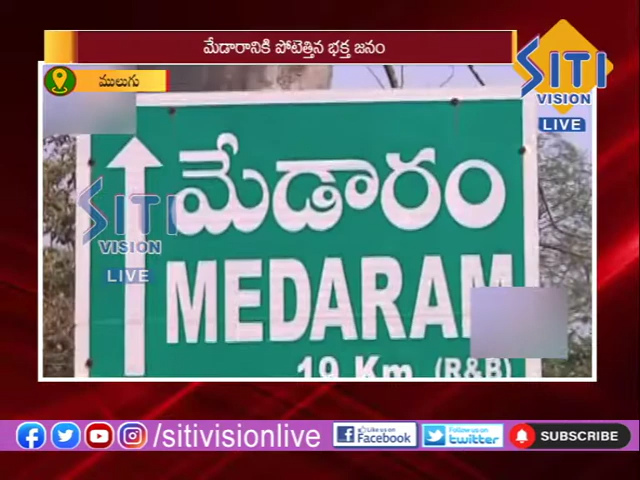 మేడారానికి పోటెత్తిన భక్త జనం
SITI
VISION
LIVE
ములుగు
మేడారం
SITI
VISION
LIVE
MEDARAM
19 Km (R&B)
/sitivisionlive
Like us on
Facebook
Follow us on
twitter
SUBSCRIBE